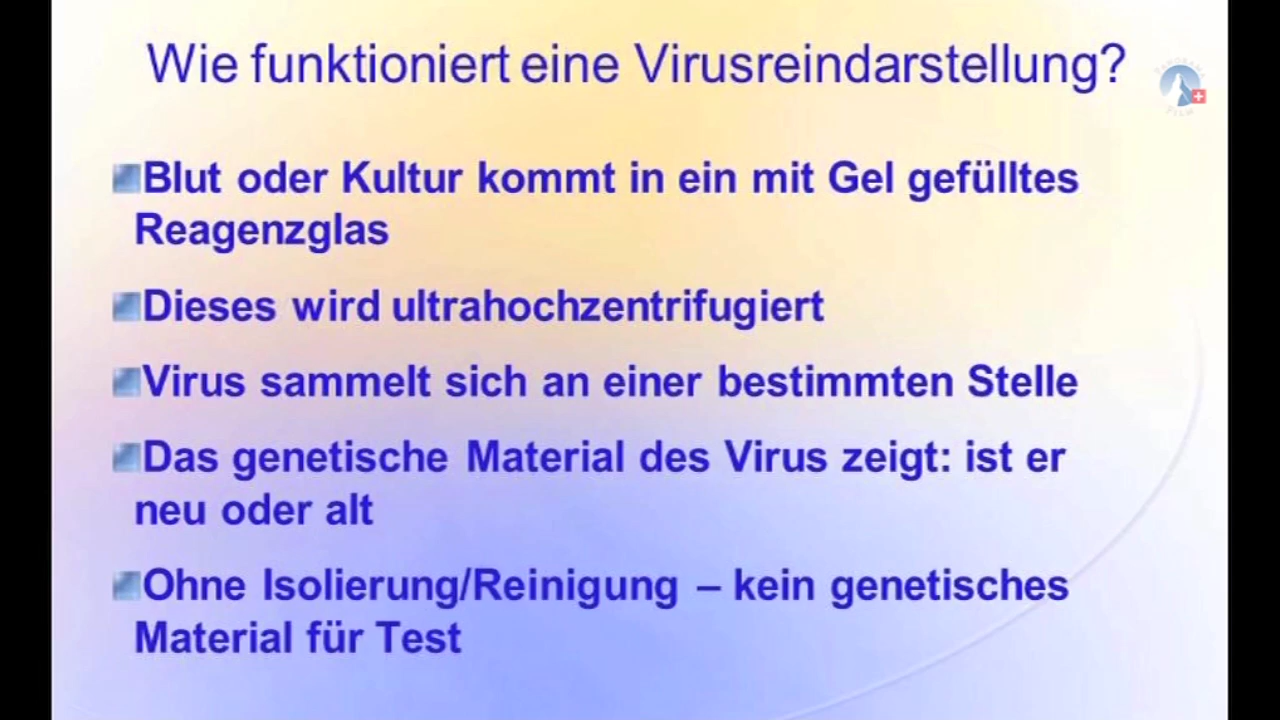 Wie funktioniert eine Virusreindarstellung?
Blut oder Kultur kommt in ein mit Gel gefülltes
Reagenzglas
Dieses wird ultrahochzentrifugiert
Virus sammelt sich an einer bestimmten Stelle
Das genetische Material des Virus zeigt: ist er
neu oder alt
Ohne Isolierung/Reinigung – kein genetisches
Material für Test